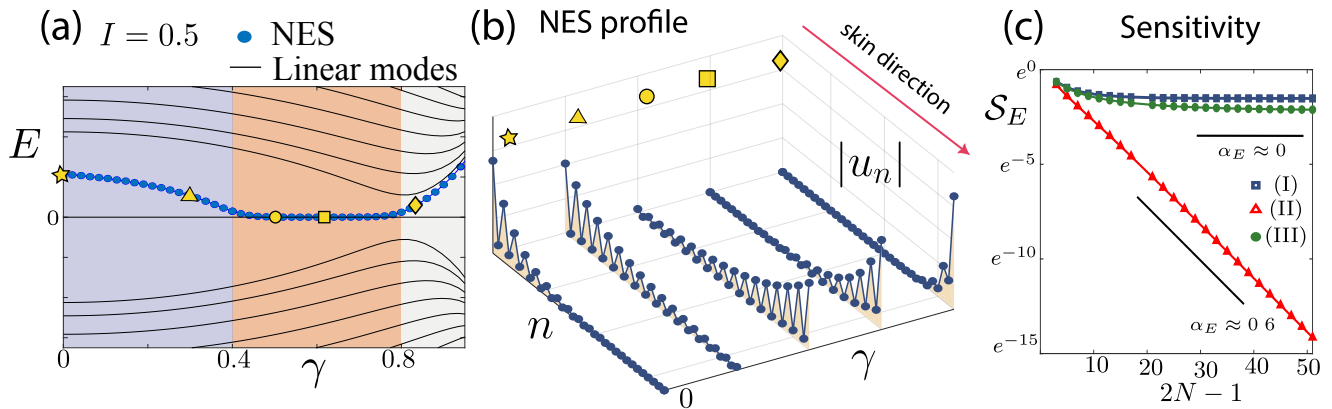 (a)
I = 0.5
NES
Linear modes
E
0
0
0.4
0.8
γ
(b)
NES profile
skin direction
|u_n|
n
0
γ
(c)
Sensitivity
S_E
e^0
e^{-5}
e^{-10}
e^{-15}
α_E ≈ 0
(I)
(II)
(III)
α_E ≈ 0 6
10
20
30
40
50
2N − 1